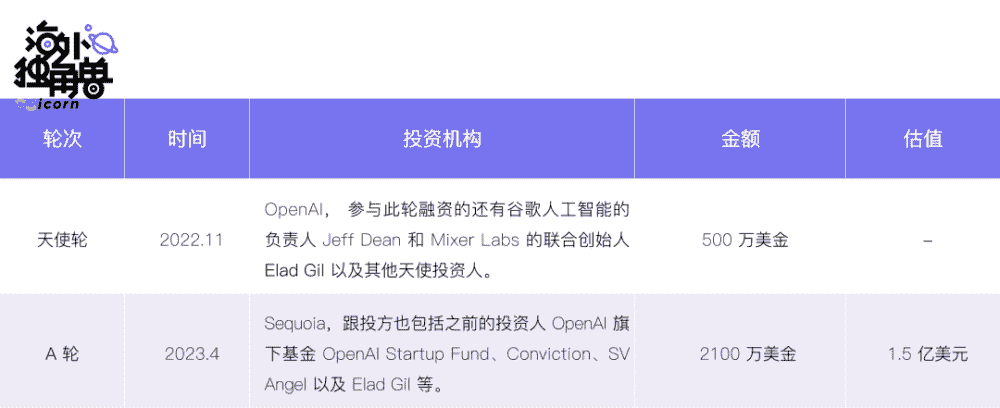 海外
独角兽
icorn
轮次 时间 投资机构 金额 估值
OpenAI, 参与此轮融资的还有谷歌人工智能的
天使轮 2022.11 负责人 Jeff Dean 和 Mixer Labs 的联合创始人 500 万美金 –
Elad Gil 以及其他天使投资人。
Sequoia,跟投方也包括之前的投资人 OpenAI 旗
A 轮 2023.4 下基金 OpenAI Startup Fund、Conviction、SV 2100 万美金 1.5 亿美元
Angel 以及 Elad Gil 等。